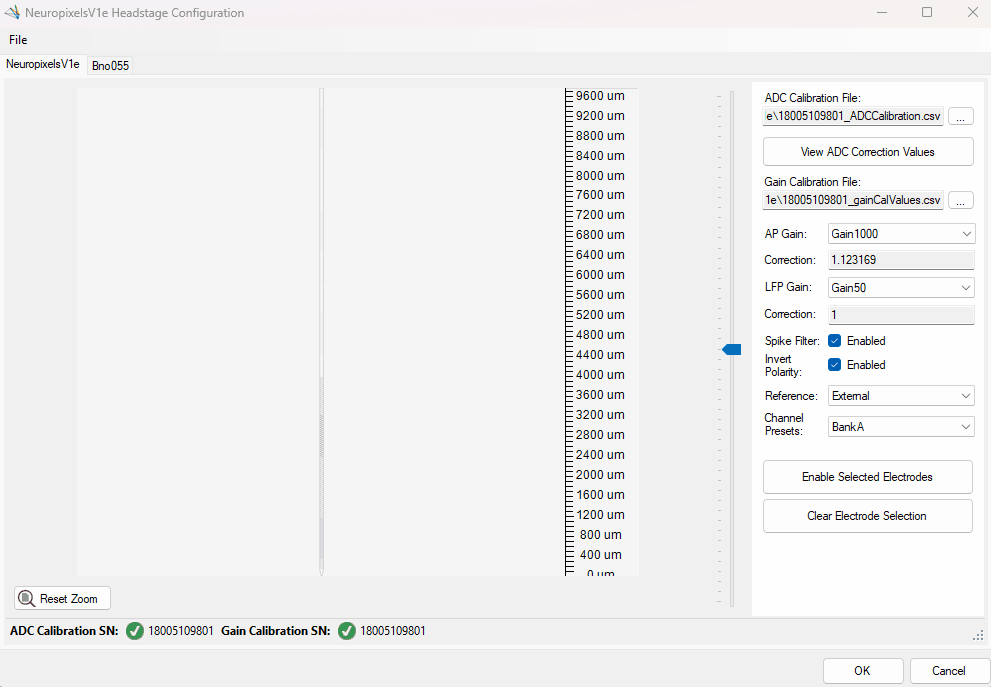 NeuropixelsV1e Headstage Configuration
File
NeuropixelsV1e
Bno055
9600 um
9200 um
8800 um
8400 um
8000 um
7600 um
7200 um
6800 um
6400 um
6000 um
5600 um
5200 um
4800 um
4400 um
4000 um
3600 um
3200 um
2800 um
2400 um
2000 um
1600 um
1200 um
800 um
400 um
0 um
ADC Calibration File:
e\18005109801_ADCCalibration.csv
...
View ADC Correction Values
Gain Calibration File:
1e\18005109801_gainCalValues.csv
...
AP Gain:
Gain1000
Correction:
1.123169
LFP Gain:
Gain50
Correction:
1
Spike Filter:
Enabled
Invert
Polarity:
Enabled
Reference:
External
Channel
Presets:
BankA
Enable Selected Electrodes
Clear Electrode Selection
Reset Zoom
ADC Calibration SN: 18005109801 Gain Calibration SN: 18005109801
OK
Cancel